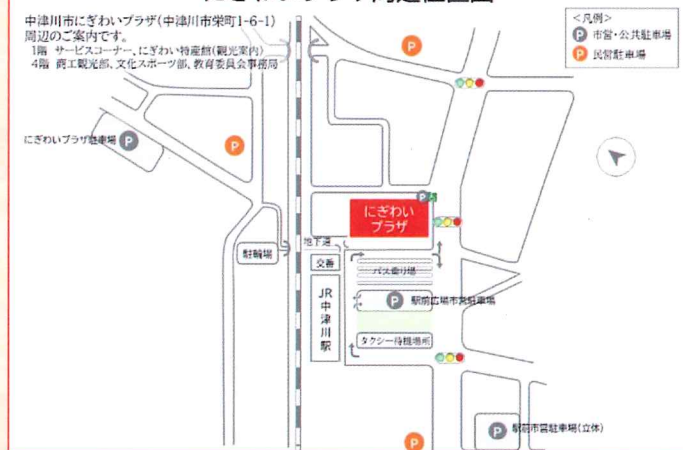 中津川市にぎわいプラザ(中津川市栄町1-6-1)
周辺のご案内です。
1階 サービスコーナー、にぎわい特産館(観光案内)
4階 商工観光部、文化スポーツ部、教育委員会事務局
<凡例>
P 市営・公共駐車場
P 民営駐車場
P
にぎわいプラザ駐車場 P
P
P
にぎわい
プラザ
地下道
駐輪場
交番
バス乗り場
JR中津川駅
P 駅前広場市営駐車場
タクシー待機場所
P 駅前市営駐車場(立体)
P